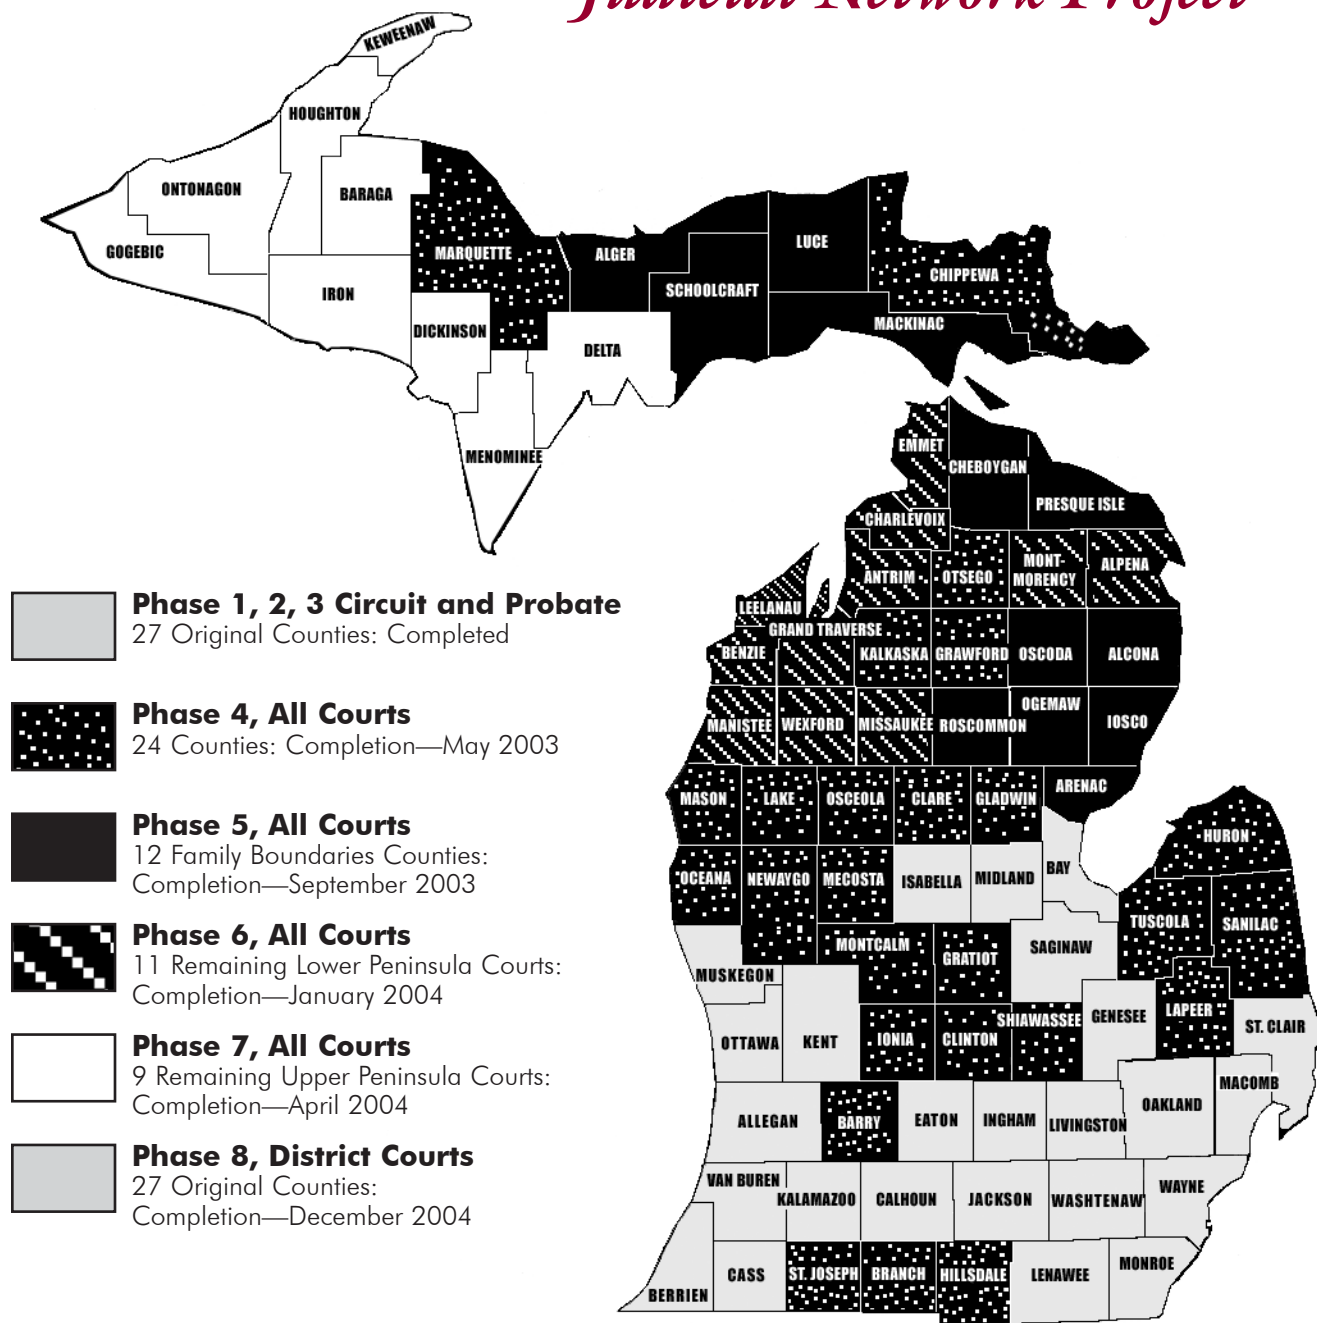 Judicial Network Project
KEWEENAW
HOUGHTON
ONTONAGON
BARAGA
GOGEBIC
MARQUETTE
ALGER
LUCE
CHIPPEWA
IRON
SCHOOLCRAFT
DICKINSON
MACKINAC
DELTA
MENOMINEE
EMMET
CHEBOYGAN
PRESQUE ISLE
CHARLEVOIX
ANTRIM
OTSEGO
MONT-
MORENCY
ALPENA
LEELANAU
GRAND TRAVERSE
BENZIE
KALKASKA
GRAWFORD
OSCODA
ALCONA
MANISTEE
WEXFORD
MISSAUKEE
ROSCOMMON
OGEMAW
IOSCO
MASON
LAKE
OSCEOLA
CLARE
GLADWIN
ARENAC
HURON
OCEANA
NEWAYGO
MECOSTA
ISABELLA
MIDLAND
BAY
TUSCOLA
SANILAC
MONTCALM
GRATIOT
SAGINAW
MUSKEGON
LAPEER
GENESEE
SHIAWASSEE
ST. CLAIR
OTTAWA
KENT
IONIA
CLINTON
MACOMB
ALLEGAN
BARRY
EATON
INGHAM
LIVINGSTON
OAKLAND
VAN BUREN
KALAMAZOO
CALHOUN
JACKSON
WASHTENAW
WAYNE
BERRIEN
CASS
ST. JOSEPH
BRANCH
HILLSDALE
LENAWEE
MONROE
Phase 1, 2, 3 Circuit and Probate
27 Original Counties: Completed
Phase 4, All Courts
24 Counties: Completion—May 2003
Phase 5, All Courts
12 Family Boundaries Counties:
Completion—September 2003
Phase 6, All Courts
11 Remaining Lower Peninsula Courts:
Completion—January 2004
Phase 7, All Courts
9 Remaining Upper Peninsula Courts:
Completion—April 2004
Phase 8, District Courts
27 Original Counties:
Completion—December 2004